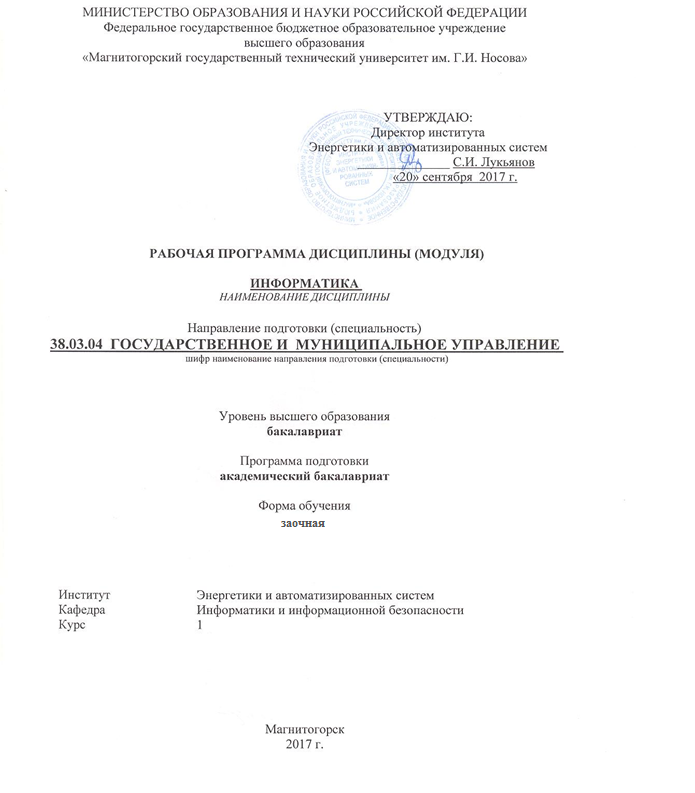 МИНИСТЕРСТВО ОБРАЗОВАНИЯ И НАУКИ РОССИЙСКОЙ ФЕДЕРАЦИИ
Федеральное государственное бюджетное образовательное учреждение
высшего образования
«Магнитогорский государственный технический университет им. Г.И. Носова»
УТВЕРЖДАЮ:
Директор института
Энергетики и автоматизированных систем
С.И. Лукьянов
«20» сентября 2017 г.
РАБОЧАЯ ПРОГРАММА ДИСЦИПЛИНЫ (МОДУЛЯ)
ИНФОРМАТИКА
НАИМЕНОВАНИЕ ДИСЦИПЛИНЫ
Направление подготовки (специальность)
38.03.04 ГОСУДАРСТВЕННОЕ И МУНИЦИПАЛЬНОЕ УПРАВЛЕНИЕ
шифр наименование направления подготовки (специальности)
Уровень высшего образования
бакалавриат
Программа подготовки
академический бакалавриат
Форма обучения
заочная
Институт Энергетики и автоматизированных систем
Кафедра Информатики и информационной безопасности
Курс 1
Магнитогорск
2017 г.